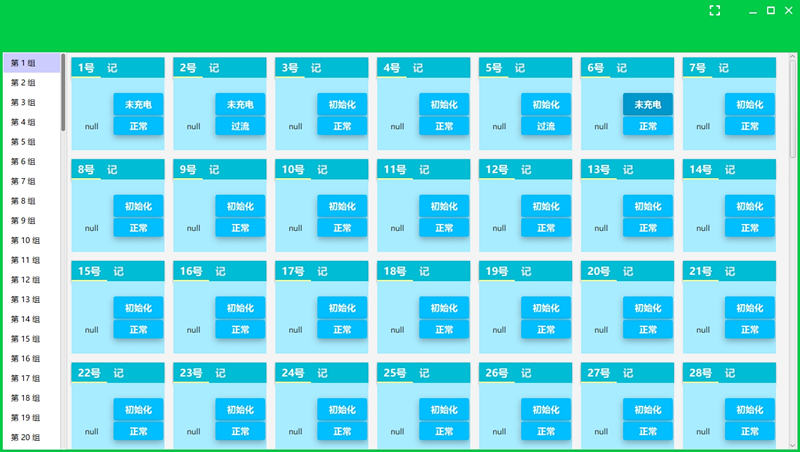 第 1 组
第 2 组
第 3 组
第 4 组
第 5 组
第 6 组
第 7 组
第 8 组
第 9 组
第 10 组
第 11 组
第 12 组
第 13 组
第 14 组
第 15 组
第 16 组
第 17 组
第 18 组
第 19 组
第 20 组
1号 记
未充电
null 正常
2号 记
未充电
null 过流
3号 记
初始化
null 正常
4号 记
初始化
null 正常
5号 记
初始化
null 过流
6号 记
未充电
null 正常
7号 记
初始化
null 正常
8号 记
初始化
null 正常
9号 记
初始化
null 正常
10号 记
初始化
null 正常
11号 记
初始化
null 正常
12号 记
初始化
null 正常
13号 记
初始化
null 正常
14号 记
初始化
null 正常
15号 记
初始化
null 正常
16号 记
初始化
null 正常
17号 记
初始化
null 正常
18号 记
初始化
null 正常
19号 记
初始化
null 正常
20号 记
初始化
null 正常
21号 记
初始化
null 正常
22号 记
初始化
null 正常
23号 记
初始化
null 正常
24号 记
初始化
null 正常
25号 记
初始化
null 正常
26号 记
初始化
null 正常
27号 记
初始化
null 正常
28号 记
初始化
null 正常